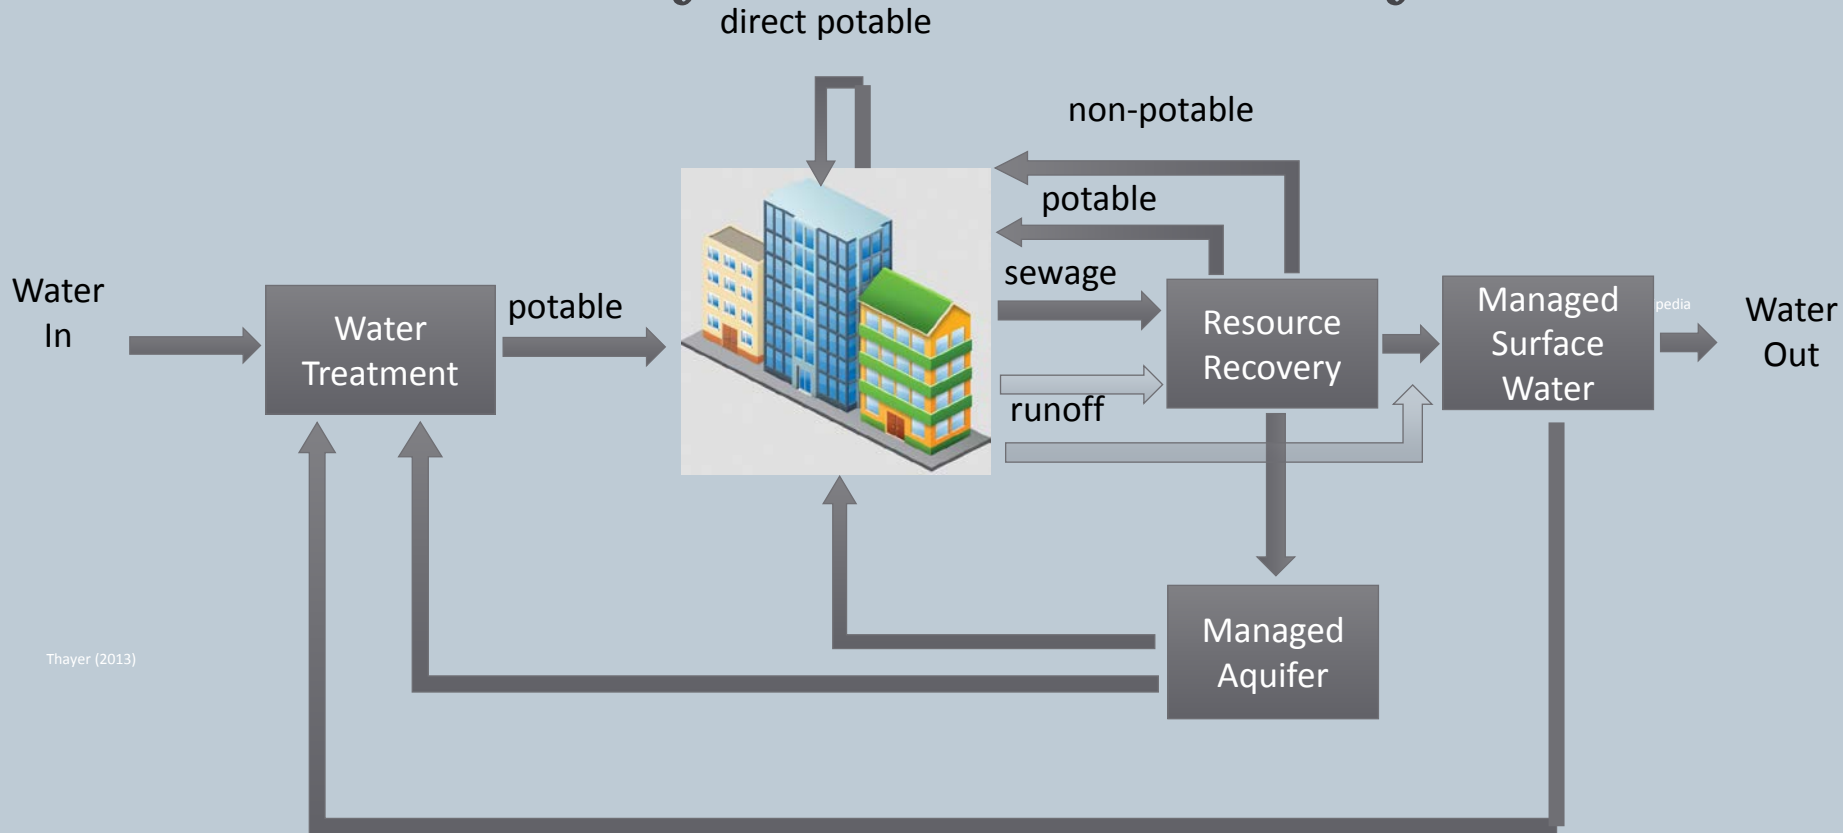 direct potable
non-potable
potable
sewage
runoff
Water
In
Water
Treatment
potable
Resource
Recovery
Managed
Surface
Water
pedia
Water
Out
Managed
Aquifer
Thayer (2013)